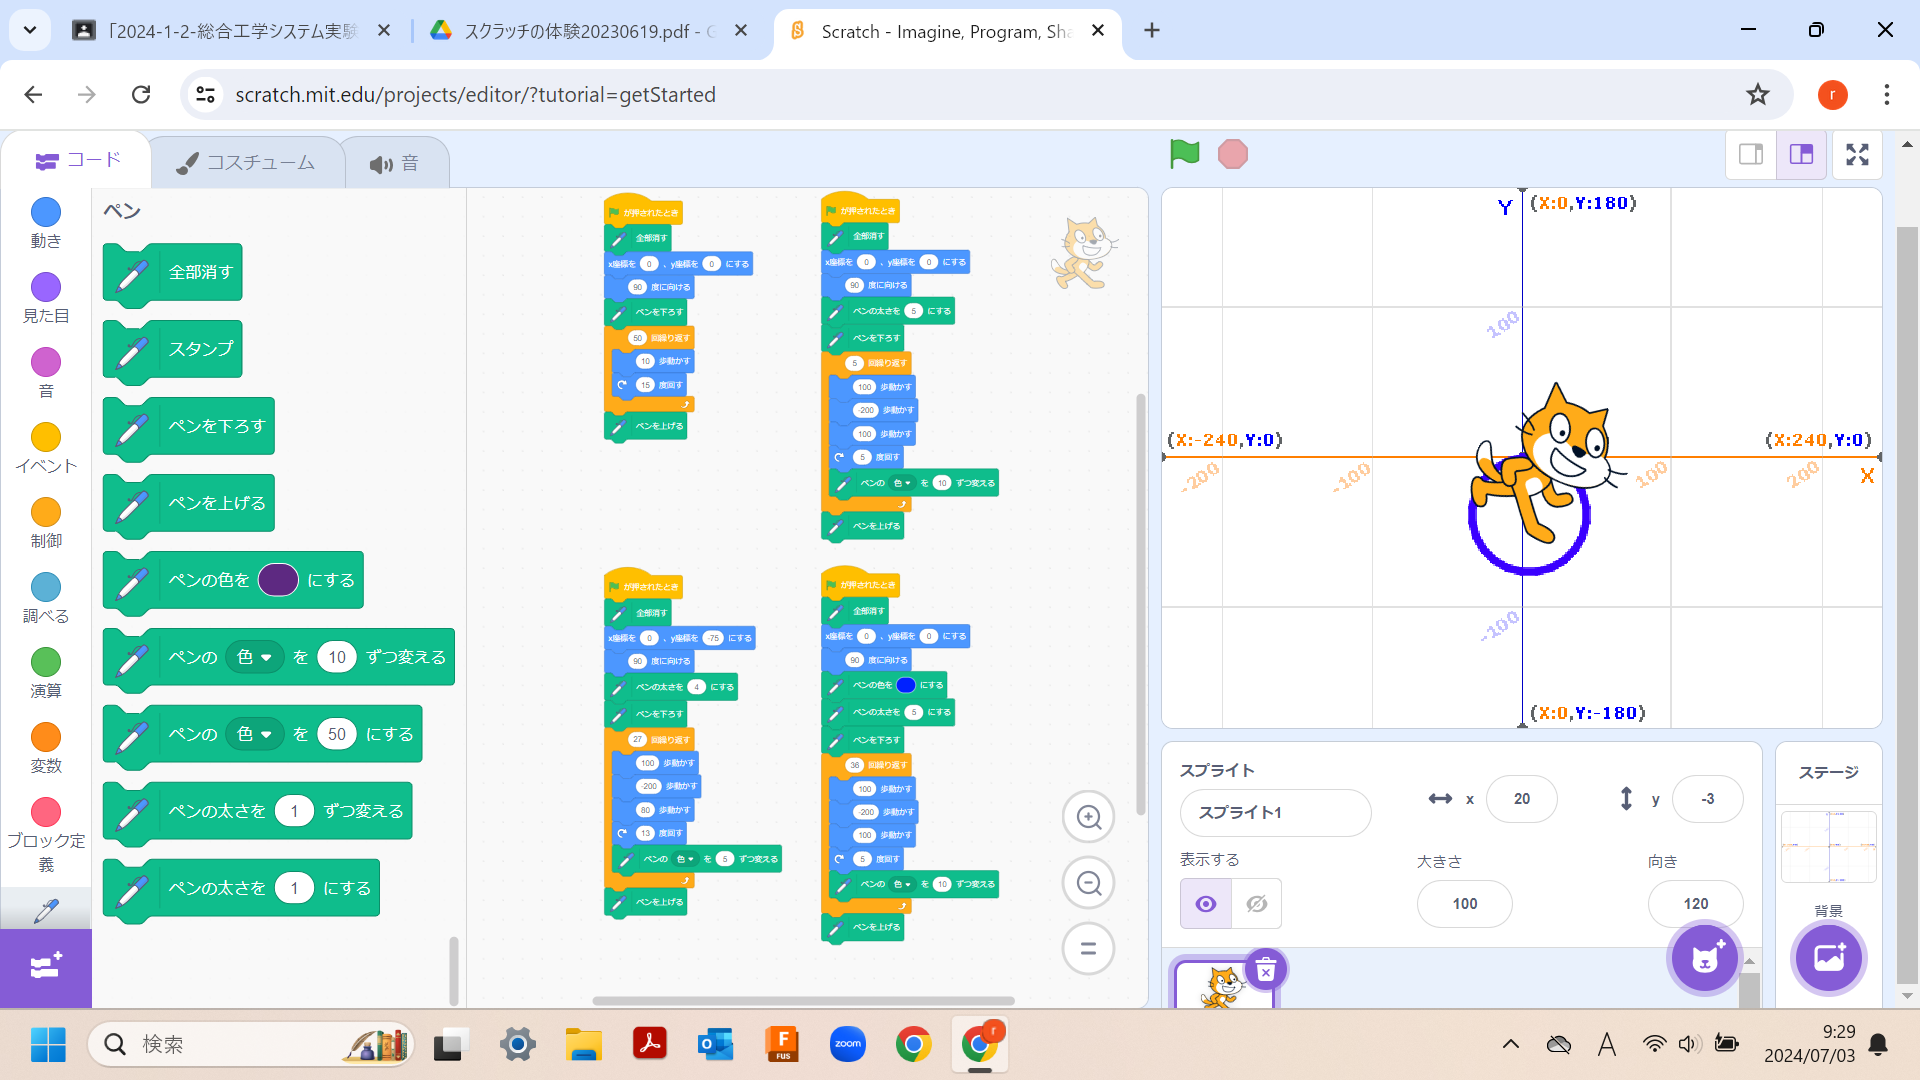 「2024-1-2-総合工学システム実験
スクラッチの体験20230619.pdf - G
Scratch - Imagine, Program, Sha
scratch.mit.edu/projects/editor/?tutorial=getStarted
r
コード
コスチューム
音
動き
見た目
音
イベント
制御
調べる
演算
変数
ブロック定
義
ペン
全部消す
スタンプ
ペンを下ろす
ペンを上げる
ペンの色を にする
ペンの 色 を 10 ずつ変える
ペンの 色 を 50 にする
ペンの太さを 1 ずつ変える
ペンの太さを 1 にする
が押されたとき
全部消す
x座標を 0 、y座標を 0 にする
90 度に向ける
ペンを下ろす
50 回繰り返す
10 歩動かす
15 度回す
ペンを上げる
が押されたとき
全部消す
x座標を 0 、y座標を 0 にする
90 度に向ける
ペンの太さを 5 にする
ペンを下ろす
5 回繰り返す
100 歩動かす
-200 歩動かす
100 歩動かす
5 度回す
ペンの 色 を 10 ずつ変える
ペンを上げる
が押されたとき
全部消す
x座標を 0 、y座標を -75 にする
90 度に向ける
ペンの太さを 4 にする
ペンを下ろす
27 回繰り返す
100 歩動かす
-200 歩動かす
80 歩動かす
13 度回す
ペンの 色 を 5 ずつ変える
ペンを上げる
が押されたとき
全部消す
x座標を 0 、y座標を 0 にする
90 度に向ける
ペンの色を にする
ペンの太さを 5 にする
ペンを下ろす
36 回繰り返す
100 歩動かす
-200 歩動かす
100 歩動かす
5 度回す
ペンの 色 を 10 ずつ変える
ペンを上げる
Y (X:0,Y:180)
100
(X:-240,Y:0) (X:240,Y:0)
-200 -100 100 200 X
-100
(X:0,Y:-180)
スプライト
スプライト1
x 20
y -3
表示する
大きさ
100
向き
120
ステージ
背景
検索
FUS
zoom
r
A
9:29
2024/07/03